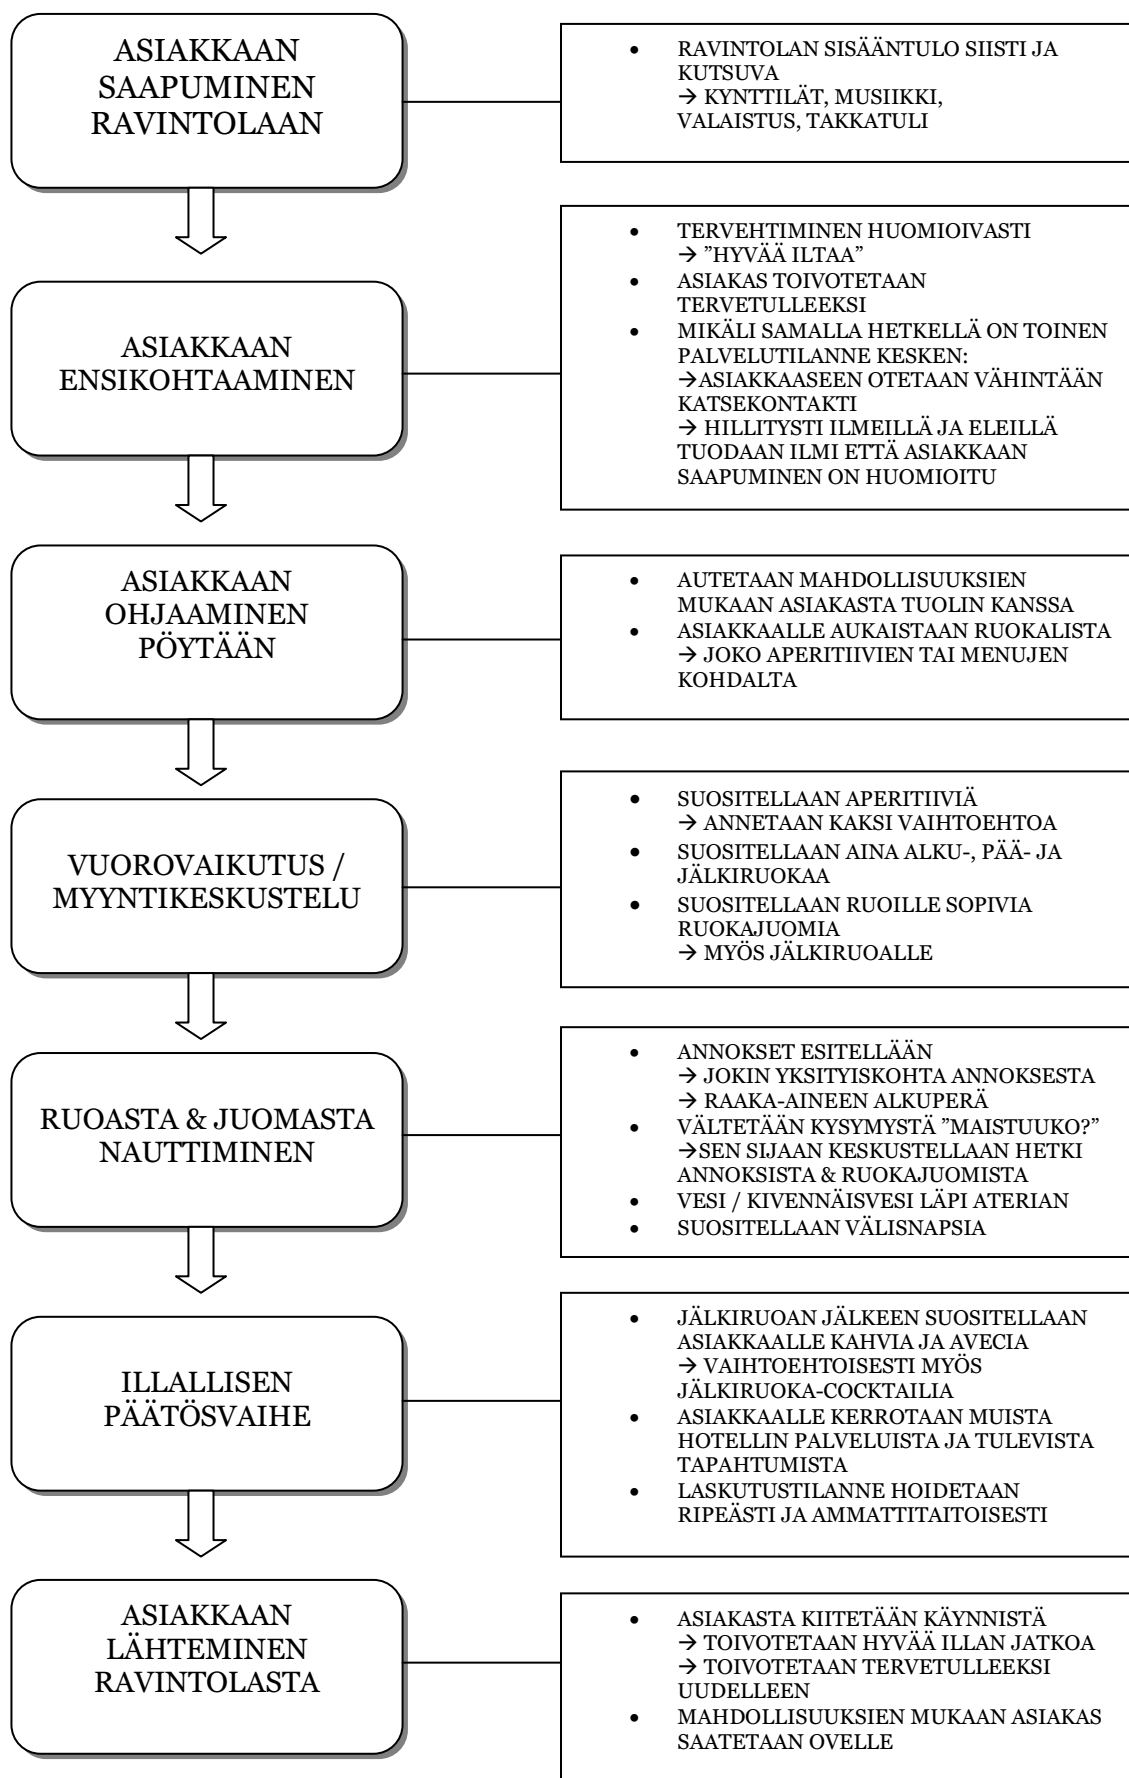 ASIAKKAAN
SAAPUMINEN
RAVINTOLAAN
• RAVINTOLAN SISÄÄNTULO SIISTI JA
KUTSUVA
→ KYNTTILÄT, MUSIIKKI,
VALAISTUS, TAKKATULI
ASIAKKAAN
ENSIKOHTAAMINEN
• TERVEHTIMINEN HUOMIOIVASTI
→ ”HYVÄÄ ILTAA”
• ASIAKAS TOIVOTETAAN
TERVETULLEEKSI
• MIKÄLI SAMALLA HETKELLÄ ON TOINEN
PALVELUTILANNE KESKEN:
→ASIAKKAASEEN OTETAAN VÄHINTÄÄN
KATSEKONTAKTI
→ HILLITYSTI ILMEILLÄ JA ELEILLÄ
TUODAAN ILMI ETTÄ ASIAKKAAN
SAAPUMINEN ON HUOMIOITU
ASIAKKAAN
OHJAAMINEN
PÖYTÄÄN
• AUTETAAN MAHDOLLISUUKSIEN
MUKAAN ASIAKASTA TUOLIN KANSSA
• ASIAKKAALLE AUKAISTAAN RUOKALISTA
→ JOKO APERITIIVIEN TAI MENUJEN
KOHDALTA
VUOROVAIKUTUS /
MYYNTIKESKUSTELU
• SUOSITELLAAN APERITIIVIÄ
→ ANNETAAN KAKSI VAIHTOEHTOA
• SUOSITELLAAN AINA ALKU-, PÄÄ- JA
JÄLKIRUOKAA
• SUOSITELLAAN RUOILLE SOPIVIA
RUOKAJUOMIA
→ MYÖS JÄLKIRUOALLE
RUOASTA & JUOMASTA
NAUTTIMINEN
• ANNOKSET ESITELLÄÄN
→ JOKIN YKSITYISKOHTA ANNOKSESTA
→ RAAKA-AINEEN ALKUPERÄ
• VÄLTETÄÄN KYSYMYSTÄ ”MAISTUUKO?”
→SEN SIJAAN KESKUSTELLAAN HETKI
ANNOKSISTA & RUOKAJUOMISTA
• VESI / KIVENNÄISVESI LÄPI ATERIAN
• SUOSITELLAAN VÄLISNAPSIA
ILLALLISEN
PÄÄTÖSVAIHE
• JÄLKIRUOAN JÄLKEEN SUOSITELLAAN
ASIAKKAALLE KAHVIA JA AVECIA
→ VAIHTOEHTOISESTI MYÖS
JÄLKIRUOKA-COCKTAILIA
• ASIAKKAALLE KERROTAAN MUISTA
HOTELLIN PALVELUISTA JA TULEVISTA
TAPAHTUMISTA
• LASKUTUSTILANNE HOIDETAAN
RIPEÄSTI JA AMMATTITAITOISESTI
ASIAKKAAN
LÄHTEMINEN
RAVINTOLASTA
• ASIAKASTA KIITETÄÄN KÄYNNISTÄ
→ TOIVOTETAAN HYVÄÄ ILLAN JATKOA
→ TOIVOTETAAN TERVETULLEEKSI
UUDELLEEN
• MAHDOLLISUUKSIEN MUKAAN ASIAKAS
SAATETAAN OVELLE